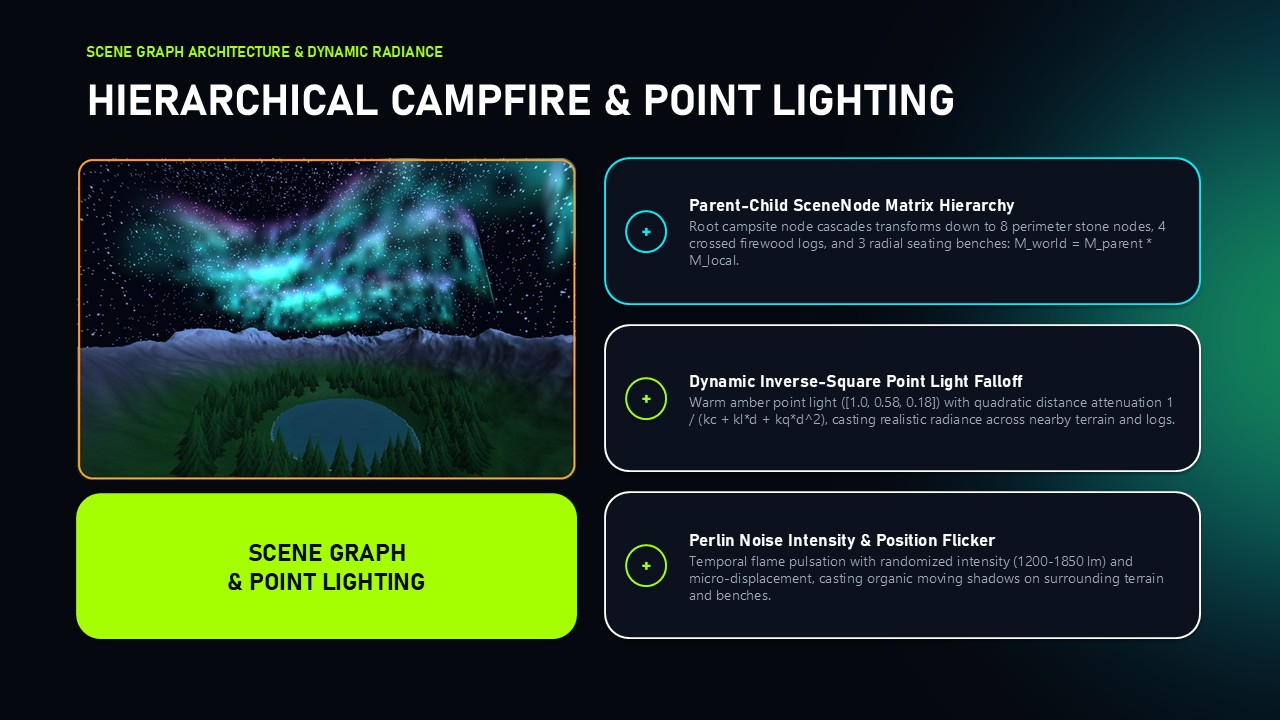 SCENE GRAPH ARCHITECTURE & DYNAMIC RADIANCE
HIERARCHICAL CAMPFIRE & POINT LIGHTING
Parent-Child SceneNode Matrix Hierarchy
Root campsite node cascades transforms down to 8 perimeter stone nodes, 4
crossed firewood logs, and 3 radial seating benches: M_world = M_parent *
M_local.
Dynamic Inverse-Square Point Light Falloff
Warm amber point light ([1.0, 0.58, 0.18]) with quadratic distance attenuation 1
/ (kc + kl*d + kq*d^2), casting realistic radiance across nearby terrain and logs.
Perlin Noise Intensity & Position Flicker
Temporal flame pulsation with randomized intensity (1200-1850 lm) and
micro-displacement, casting organic moving shadows on surrounding terrain
and benches.
SCENE GRAPH
& POINT LIGHTING